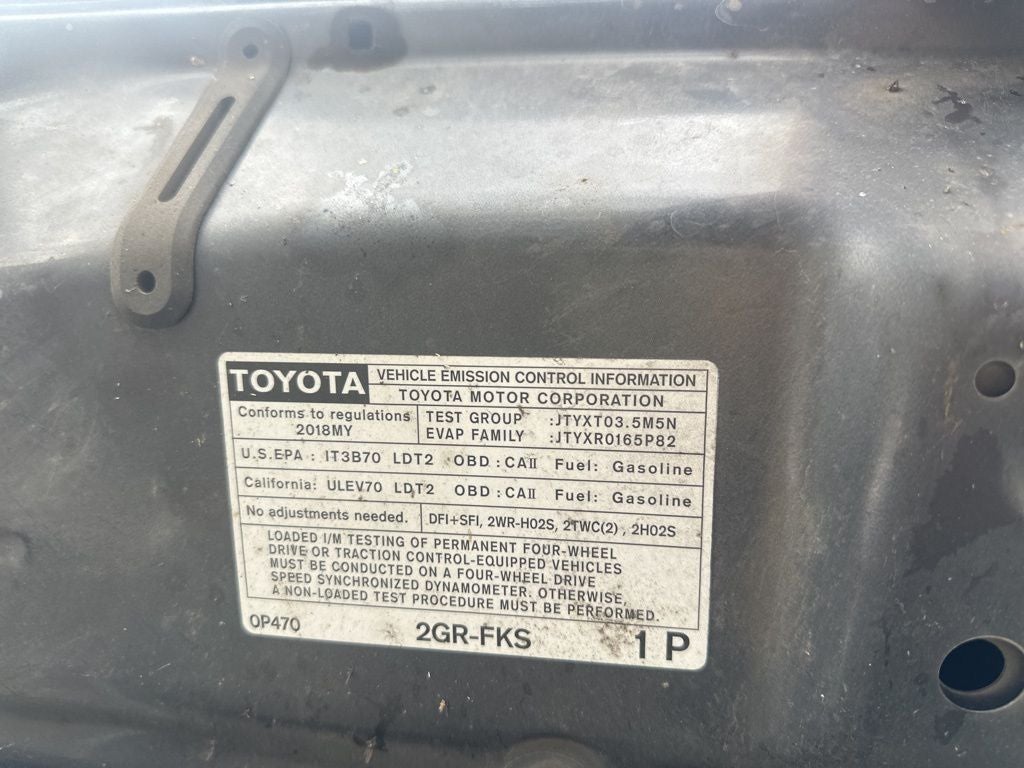 TOYOTA VEHICLE EMISSION CONTROL INFORMATION
TOYOTA MOTOR CORPORATION
Conforms to regulations
2018MY
TEST GROUP :JTYXT03.5M5N
EVAP FAMILY :JTYXR0165P82
U.S.EPA : IT3B70 LDT2 OBD : CAII Fuel: Gasoline
California: ULEV70 LDT2 OBD : CAII Fuel: Gasoline
No adjustments needed. DFI+SFI, 2WR-HO2S, 2TWC(2) , 2HO2S
LOADED I/M TESTING OF PERMANENT FOUR-WHEEL
DRIVE OR TRACTION CONTROL-EQUIPPED VEHICLES
MUST BE CONDUCTED ON A FOUR-WHEEL DRIVE
SPEED SYNCHRONIZED DYNAMOMETER. OTHERWISE,
A NON-LOADED TEST PROCEDURE MUST BE PERFORMED.
0P470 2GR-FKS 1 P